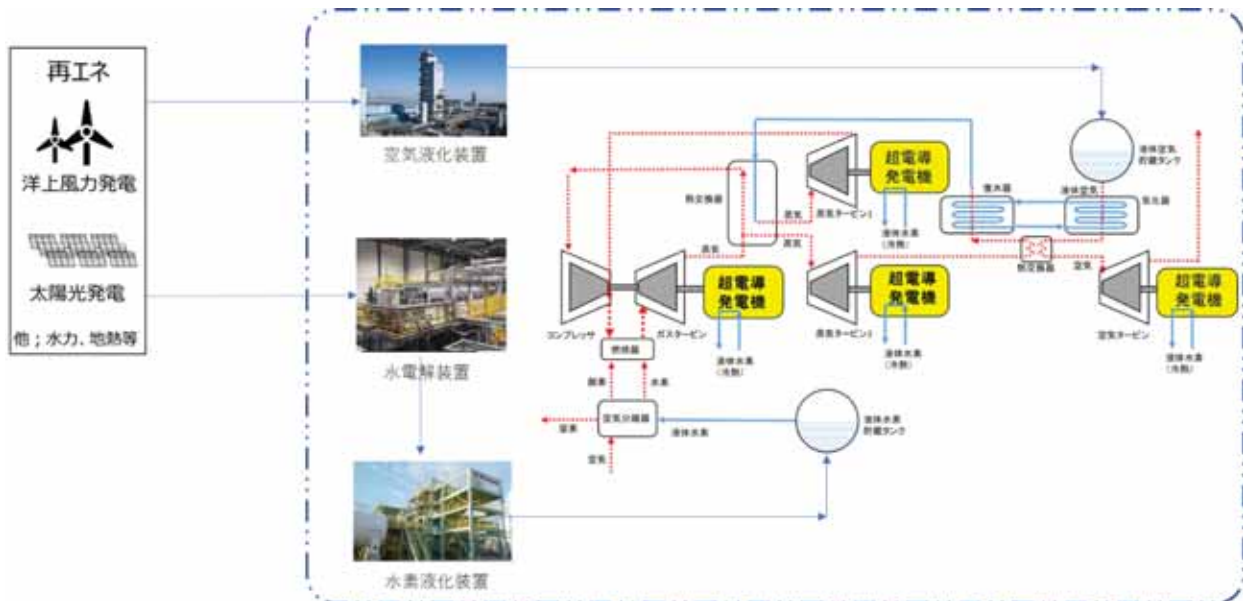 再エネ
洋上風力発電
太陽光発電
他；水力、地熱等
空気液化装置
水電解装置
水素液化装置
熱交換器
蒸気
蒸気
蒸気
超電導
発電機
蒸気タービンⅠ
液体水素
(冷熱)
復水器
液体空気
気化器
液体空気
貯蔵タンク
熱交換器
空気
コンプレッサ
ガスタービン
超電導
発電機
液体水素
(冷熱)
超電導
発電機
液体水素
(冷熱)
超電導
発電機
空気タービン
液体水素
(冷熱)
燃焼器
酸素
水素
空気分離器
窒素
空気
液体水素
液体水素
貯蔵タンク